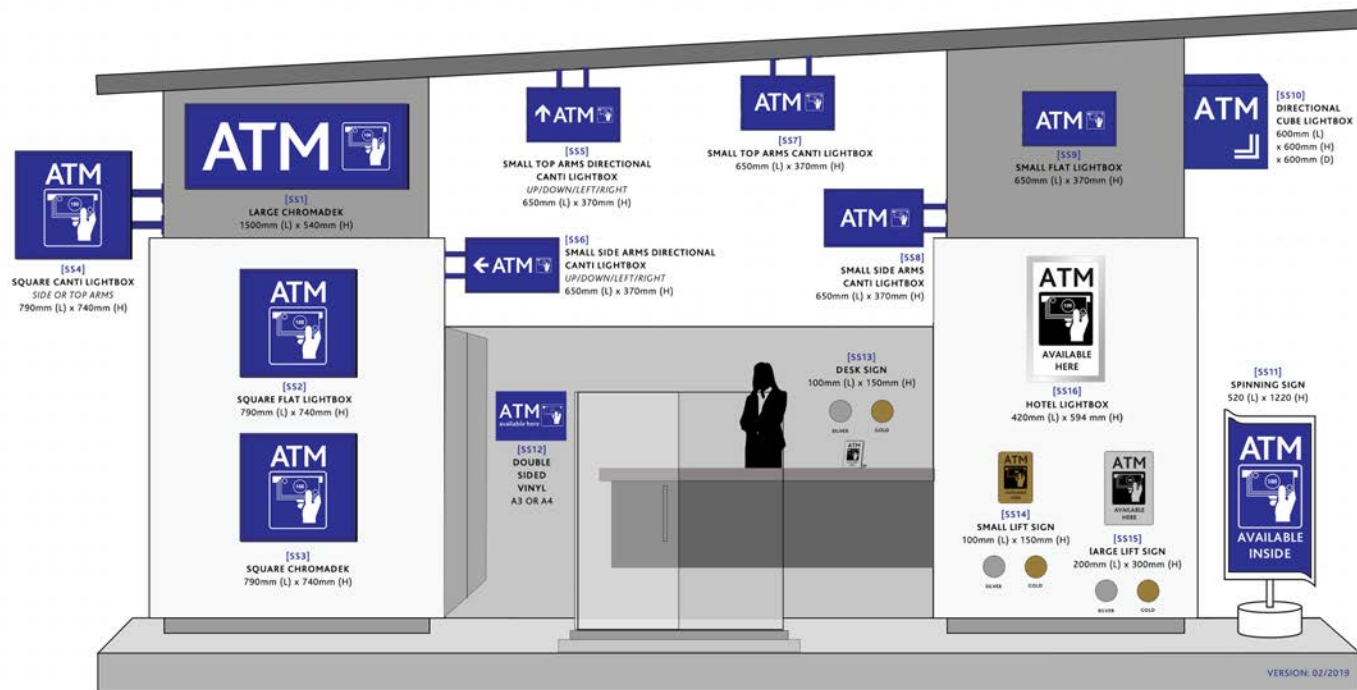 ATM
[SS1]
LARGE CHROMADEK
1500mm (L) x 540mm (H)
ATM
[SS4]
SQUARE CANTI LIGHTBOX
SIDE OR TOP ARMS
790mm (L) x 740mm (H)
ATM
[SS2]
SQUARE FLAT LIGHTBOX
790mm (L) x 740mm (H)
ATM
[SS3]
SQUARE CHROMADEK
790mm (L) x 740mm (H)
↑ ATM
[SS5]
SMALL TOP ARMS DIRECTIONAL
CANTI LIGHTBOX
UP/DOWN/LEFT/RIGHT
650mm (L) x 370mm (H)
← ATM
[SS6]
SMALL SIDE ARMS DIRECTIONAL
CANTI LIGHTBOX
UP/DOWN/LEFT/RIGHT
650mm (L) x 370mm (H)
ATM
[SS7]
SMALL TOP ARMS CANTI LIGHTBOX
650mm (L) x 370mm (H)
ATM
[SS8]
SMALL SIDE ARMS
CANTI LIGHTBOX
650mm (L) x 370mm (H)
ATM
[SS9]
SMALL FLAT LIGHTBOX
650mm (L) x 370mm (H)
ATM
[SS10]
DIRECTIONAL
CUBE LIGHTBOX
600mm (L)
x 600mm (H)
x 600mm (D)
ATM
available here
[SS12]
DOUBLE
SIDED
VINYL
A3 OR A4
[SS13]
DESK SIGN
100mm (L) x 150mm (H)
SILVER
GOLD
ATM
ATM
100
AVAILABLE
HERE
[SS16]
HOTEL LIGHTBOX
420mm (L) x 594 mm (H)
ATM
AVAILABLE
HERE
[SS14]
SMALL LIFT SIGN
100mm (L) x 150mm (H)
SILVER
GOLD
ATM
AVAILABLE
HERE
[SS15]
LARGE LIFT SIGN
200mm (L) x 300mm (H)
SILVER
GOLD
[SS11]
SPINNING SIGN
520 (L) x 1220 (H)
ATM
100
AVAILABLE
INSIDE
VERSION: 02/2019